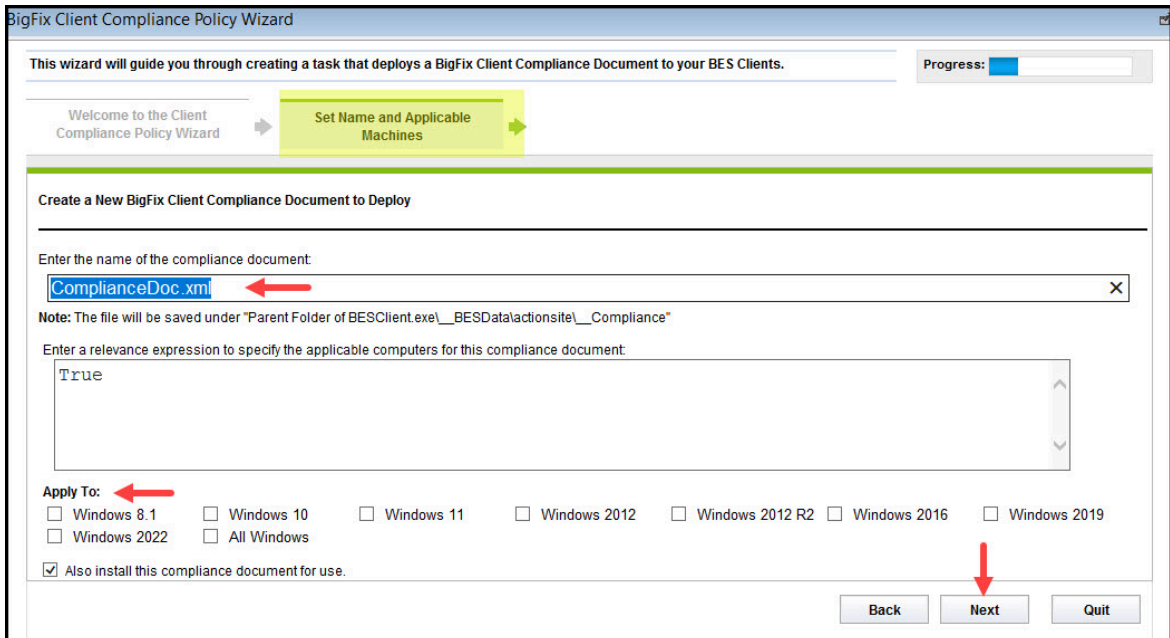 BigFix Client Compliance Policy Wizard
This wizard will guide you through creating a task that deploys a BigFix Client Compliance Document to your BES Clients.
Progress:
Welcome to the Client
Compliance Policy Wizard
Set Name and Applicable
Machines
Create a New BigFix Client Compliance Document to Deploy
Enter the name of the compliance document:
ComplianceDoc.xml
Note: The file will be saved under "Parent Folder of BESClient.exe\__BESData\actionsite\__Compliance"
Enter a relevance expression to specify the applicable computers for this compliance document:
True
Apply To:
Windows 8.1 Windows 10 Windows 11 Windows 2012 Windows 2012 R2 Windows 2016 Windows 2019
Windows 2022 All Windows
Also install this compliance document for use.
Back Next Quit